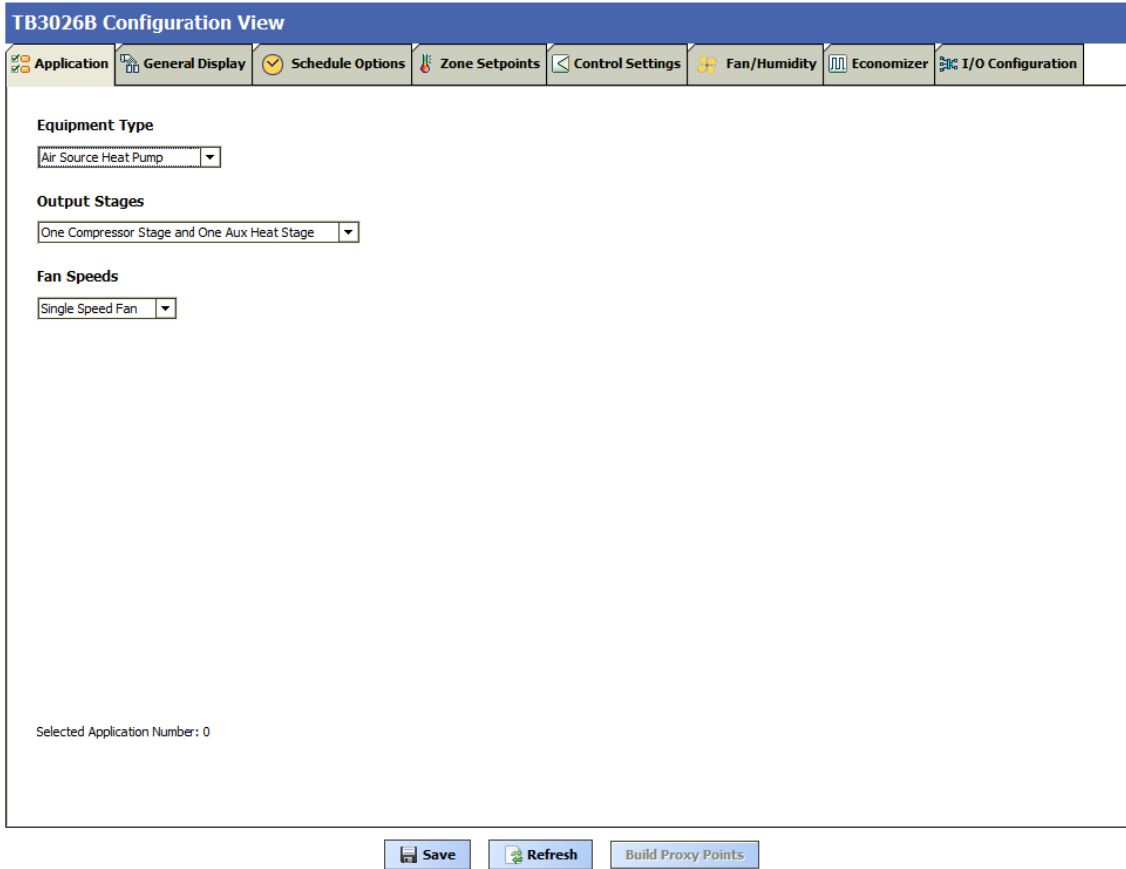 TB3026B Configuration View
Application General Display Schedule Options Zone Setpoints Control Settings Fan/Humidity Economizer I/O Configuration
Equipment Type
Air Source Heat Pump
Output Stages
One Compressor Stage and One Aux Heat Stage
Fan Speeds
Single Speed Fan
Selected Application Number: 0
Save Refresh Build Proxy Points